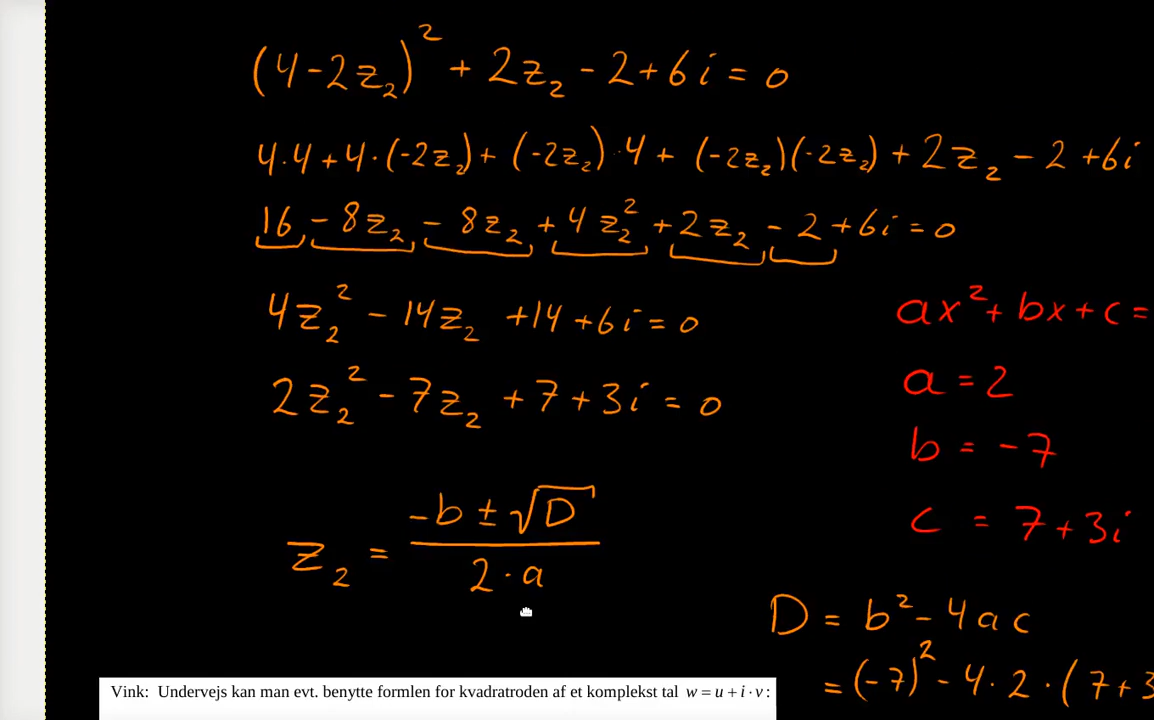 (4-2z₂)² + 2z₂ - 2 + 6i = 0
4·4 + 4·(-2z₂) + (-2z₂)·4 + (-2z₂)(-2z₂) + 2z₂ - 2 + 6i
16 - 8z₂ - 8z₂ + 4z₂² + 2z₂ - 2 + 6i = 0
4z₂² - 14z₂ + 14 + 6i = 0
ax² + bx + c =
a = 2
2z₂² - 7z₂ + 7 + 3i = 0
b = -7
c = 7 + 3i
z₂ = (-b ± √D)/(2·a)
D = b² - 4ac
= (-7)² - 4·2·(7+3
Vink: Undervejs kan man evt. benytte formlen for kvadratroden af et komplekst tal w = u + i · v :